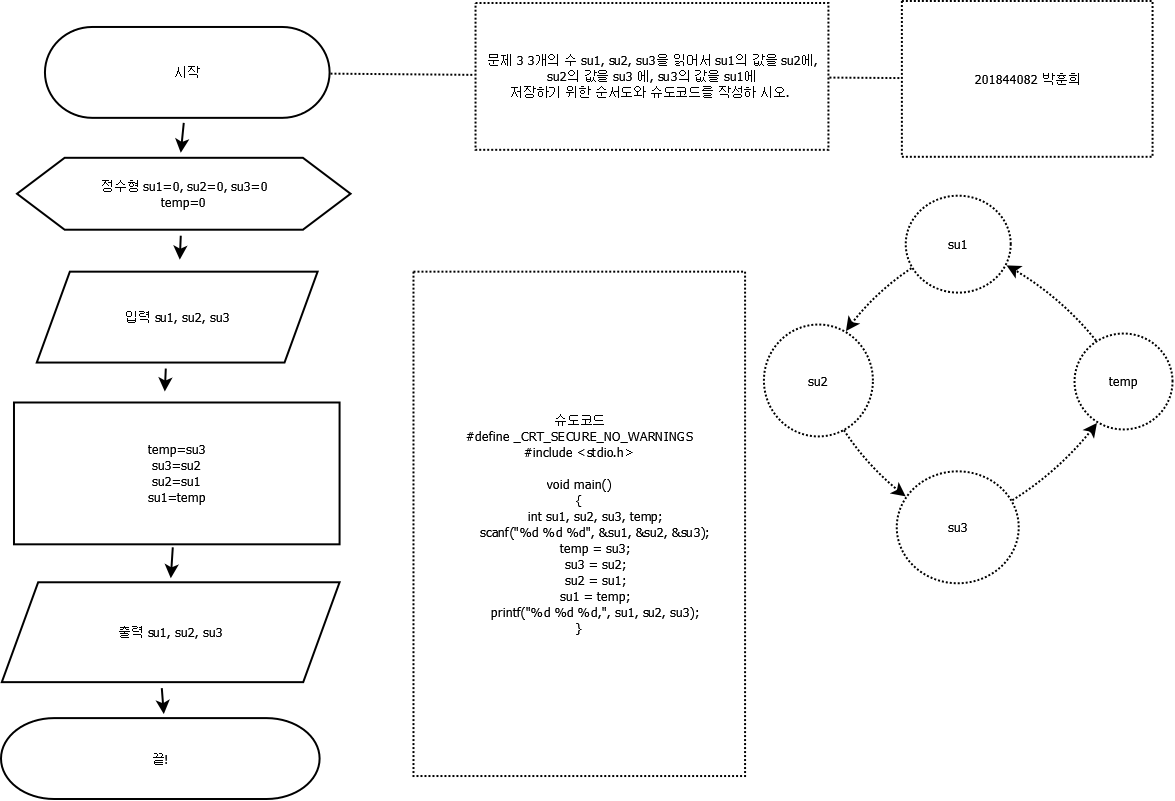 시작
문제 3 3개의 수 su1, su2, su3을 읽어서 su1의 값을 su2에,
su2의 값을 su3 에, su3의 값을 su1에
저장하기 위한 순서도와 슈도코드를 작성하 시오.
201844082 박훈희
정수형 su1=0, su2=0, su3=0
temp=0
입력 su1, su2, su3
temp=su3
su3=su2
su2=su1
su1=temp
출력 su1, su2, su3
끝!
슈도코드
#define _CRT_SECURE_NO_WARNINGS
#include <stdio.h>
void main()
{
int su1, su2, su3, temp;
scanf("%d %d %d", &su1, &su2, &su3);
temp = su3;
su3 = su2;
su2 = su1;
su1 = temp;
printf("%d %d %d,", su1, su2, su3);
}
su1
su2
temp
su3